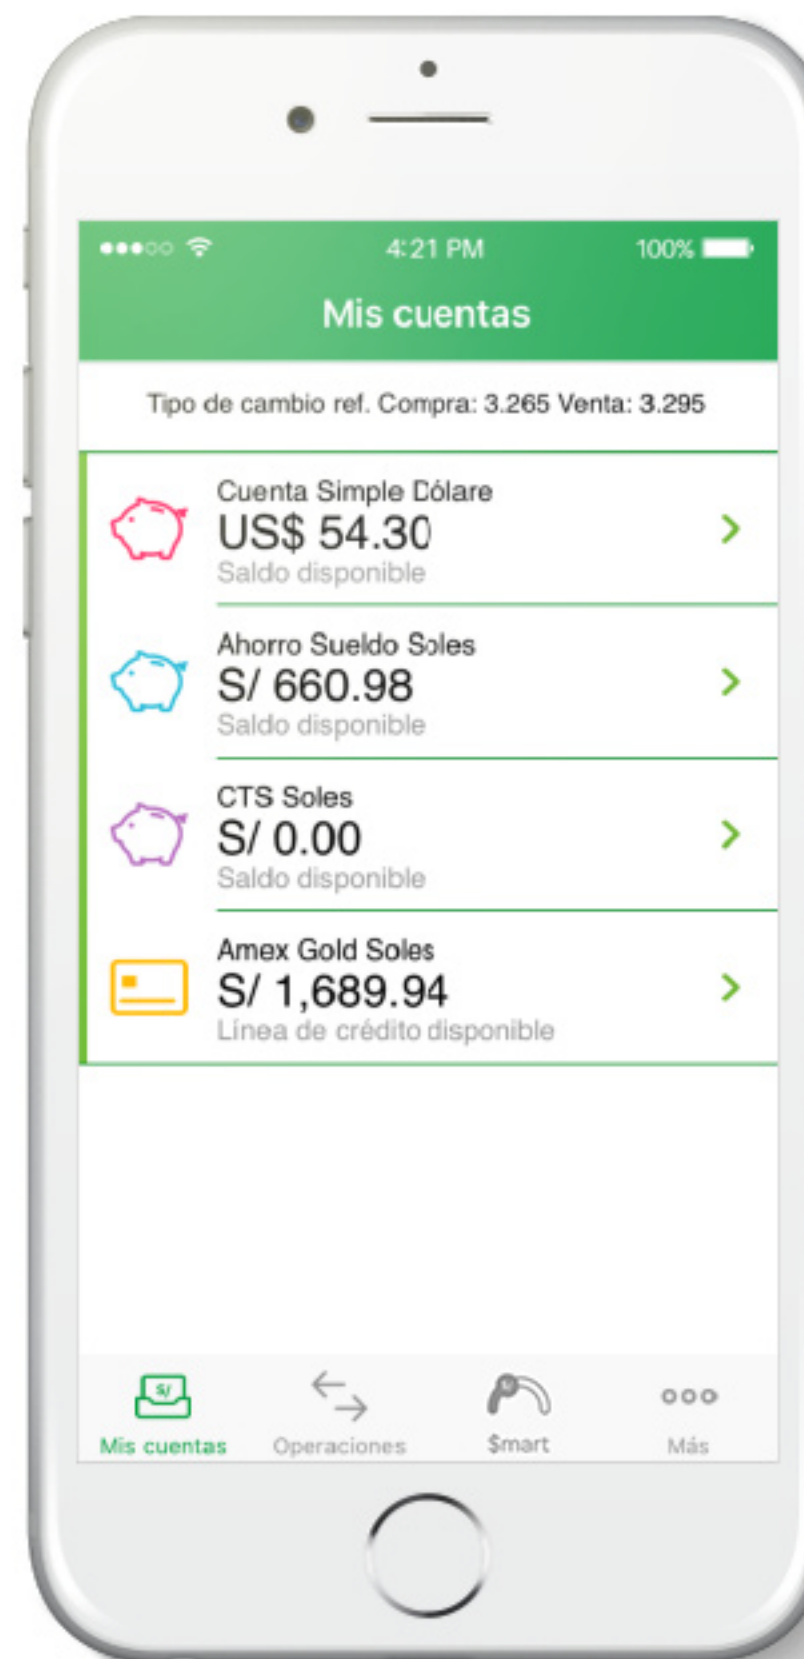 4:21 PM
100%
Mis cuentas
Tipo de cambio ref. Compra: 3.265 Venta: 3.295
Cuenta Simple Dólare
US$ 54.30
Saldo disponible
Ahorro Sueldo Soles
S/ 660.98
Saldo disponible
CTS Soles
S/ 0.00
Saldo disponible
Amex Gold Soles
S/ 1,689.94
Línea de crédito disponible
S/
Mis cuentas
Operaciones
$mart
Más